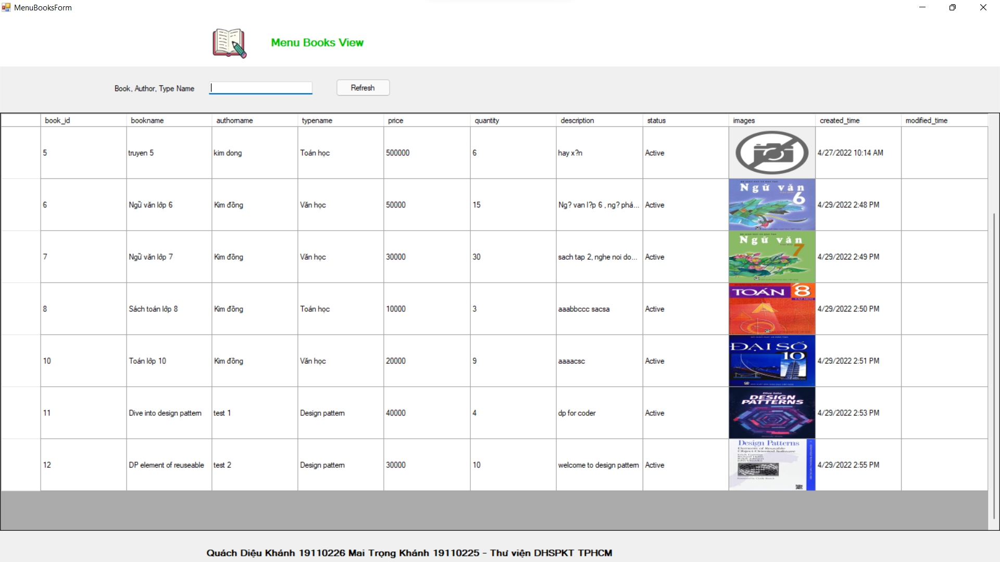 MenuBooksForm
Menu Books View
Book, Author, Type Name Refresh
book_id bookname authorname typename price quantity description status images created_time modified_time
5 truyen 5 kim dong Toán học 500000 6 hay x?n Active 4/27/2022 10:14 AM
6 Ngữ văn lớp 6 Kim đồng Văn học 50000 15 Ng? van l?p 6 , ng? phá... Active Ngữ văn 6 4/29/2022 2:48 PM
7 Ngữ văn lớp 7 Kim đồng Văn học 30000 30 sach tap 2, nghe noi do... Active Ngữ văn 7 4/29/2022 2:49 PM
8 Sách toán lớp 8 Kim đồng Toán học 10000 3 aaabbccc sacsa Active TOÁN 8 TẬP MỘT 4/29/2022 2:50 PM
10 Toán lớp 10 Kim đồng Văn học 20000 9 aaaacsc Active ĐẠI SỐ 10 4/29/2022 2:51 PM
11 Dive into design pattern test 1 Design pattern 40000 4 dp for coder Active Dive into DESIGN PATTERNS 4/29/2022 2:53 PM
12 DP element of reuseable test 2 Design pattern 30000 10 welcome to design pattern Active Design Patterns Elements of Reusable Object-Oriented Software 4/29/2022 2:55 PM
Quách Diệu Khánh 19110226 Mai Trọng Khánh 19110225 - Thư viện DHSPKT TPHCM